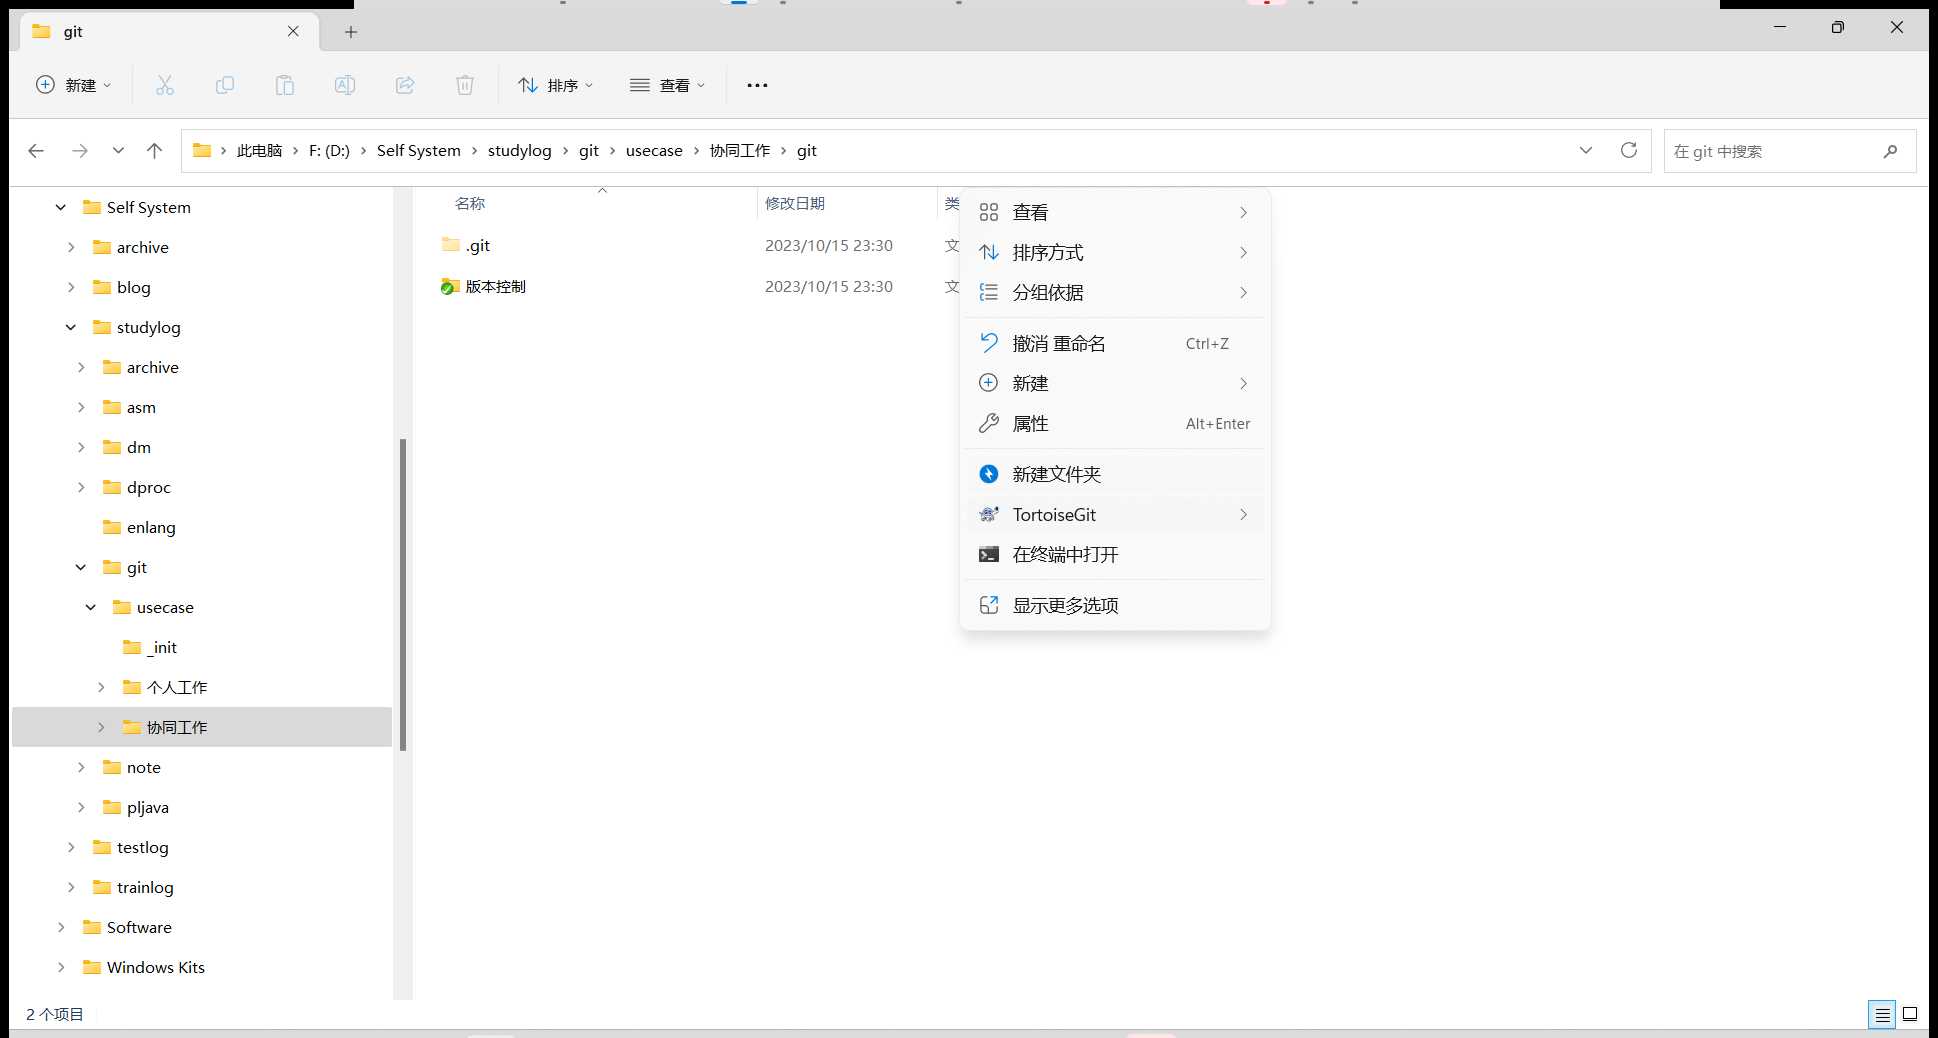 git
新建
排序
查看
此电脑 > F: (D:) > Self System > studylog > git > usecase > 协同工作 > git
在 git 中搜索
Self System
archive
blog
studylog
archive
asm
dm
dproc
enlang
git
usecase
_init
个人工作
协同工作
note
pljava
testlog
trainlog
Software
Windows Kits
名称 修改日期 类
.git 2023/10/15 23:30 文
版本控制 2023/10/15 23:30 文
查看
排序方式
分组依据
撤消 重命名 Ctrl+Z
新建
属性 Alt+Enter
新建文件夹
TortoiseGit
在终端中打开
显示更多选项
2 个项目